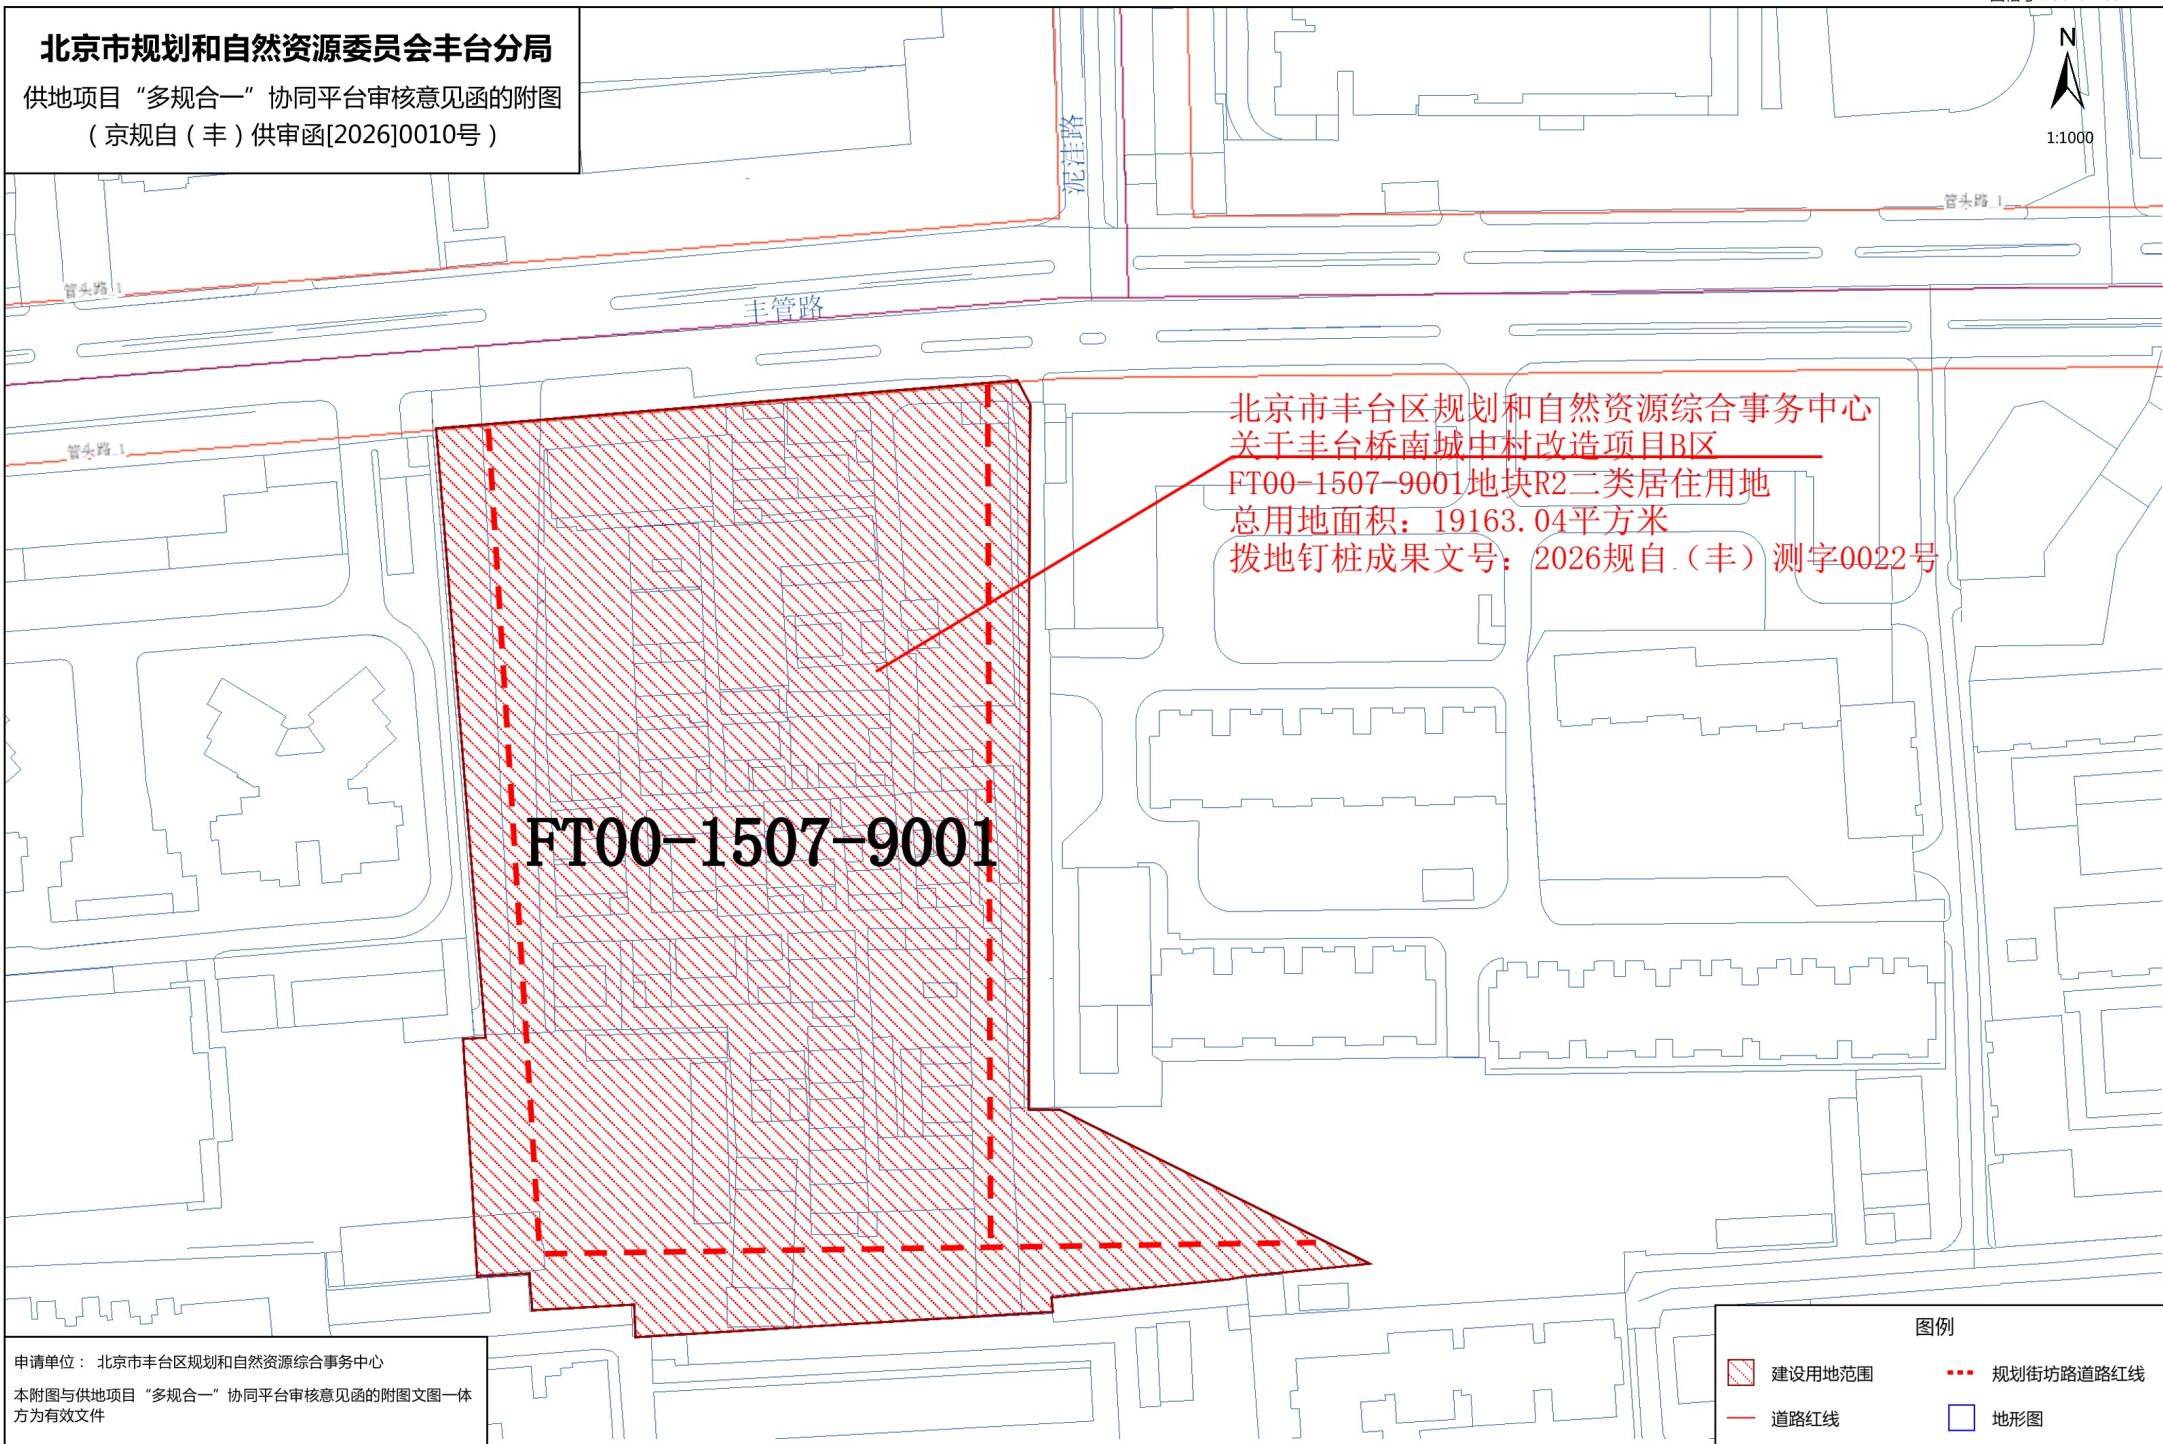 北京市规划和自然资源委员会丰台分局
供地项目“多规合一”协同平台审核意见函的附图
（京规自（丰）供审函[2026]0010号）
N
1:1000
泥洼路
管头路_1
管头路_1
丰管路
管头路_1
北京市丰台区规划和自然资源综合事务中心
关于丰台桥南城中村改造项目B区
FT00-1507-9001地块R2二类居住用地
总用地面积：19163.04平方米
拨地钉桩成果文号：2026规自（丰）测字0022号
FT00-1507-9001
申请单位：北京市丰台区规划和自然资源综合事务中心
本附图与供地项目“多规合一”协同平台审核意见函的附图文图一体
方为有效文件
图例
建设用地范围
规划街坊路道路红线
道路红线
地形图